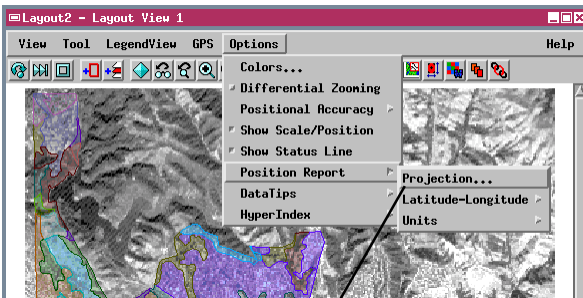 Layout2 - Layout View 1
View Tool LegendView GPS Options Help
Colors...
Differential Zooming
Positional Accuracy
Show Scale/Position
Show Status Line
Position Report
Projection...
DataTips
Latitude-Longitude
HyperIndex
Units